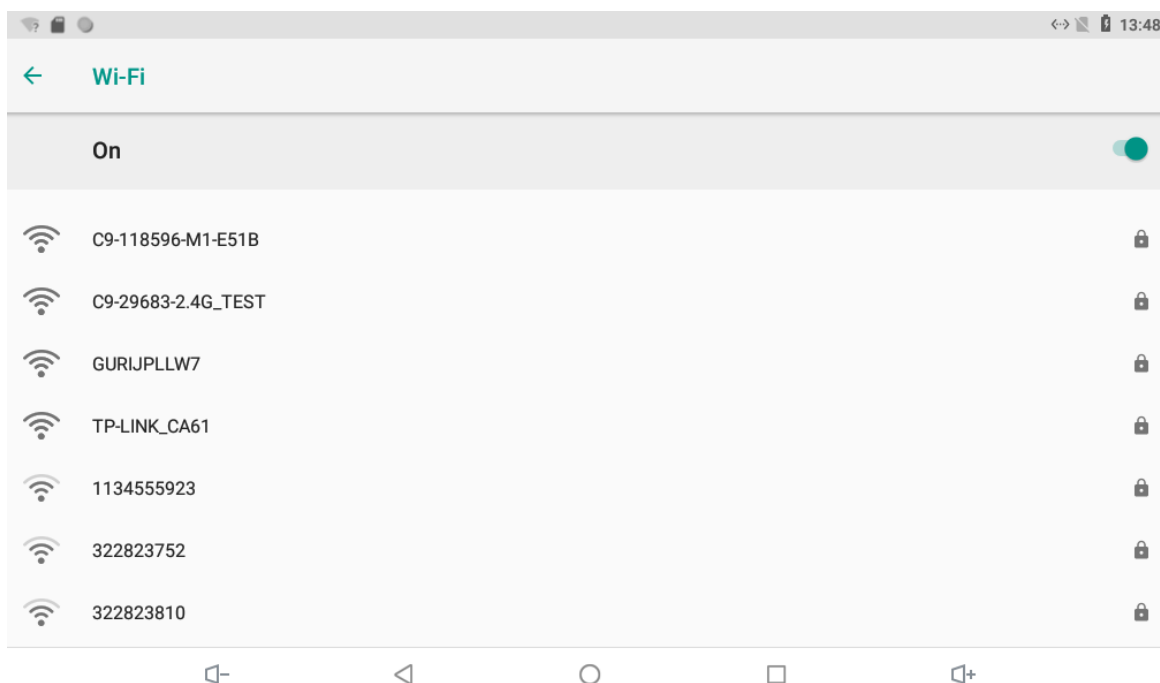 13:48
Wi-Fi
On
C9-118596-M1-E51B
C9-29683-2.4G_TEST
GURIJPLLW7
TP-LINK_CA61
1134555923
322823752
322823810